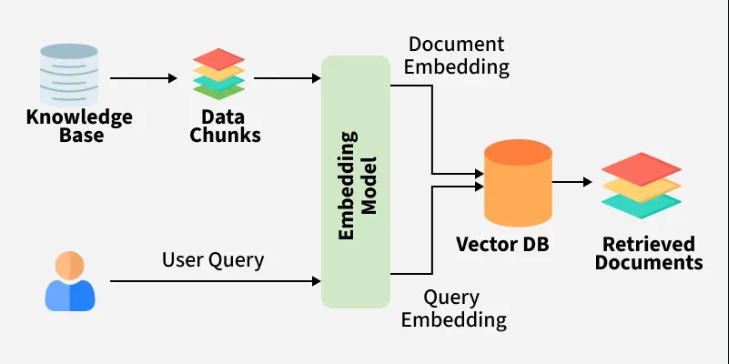 Knowledge
Base
Data
Chunks
User Query
Embedding
Model
Document
Embedding
Query
Embedding
Vector DB
Retrieved
Documents